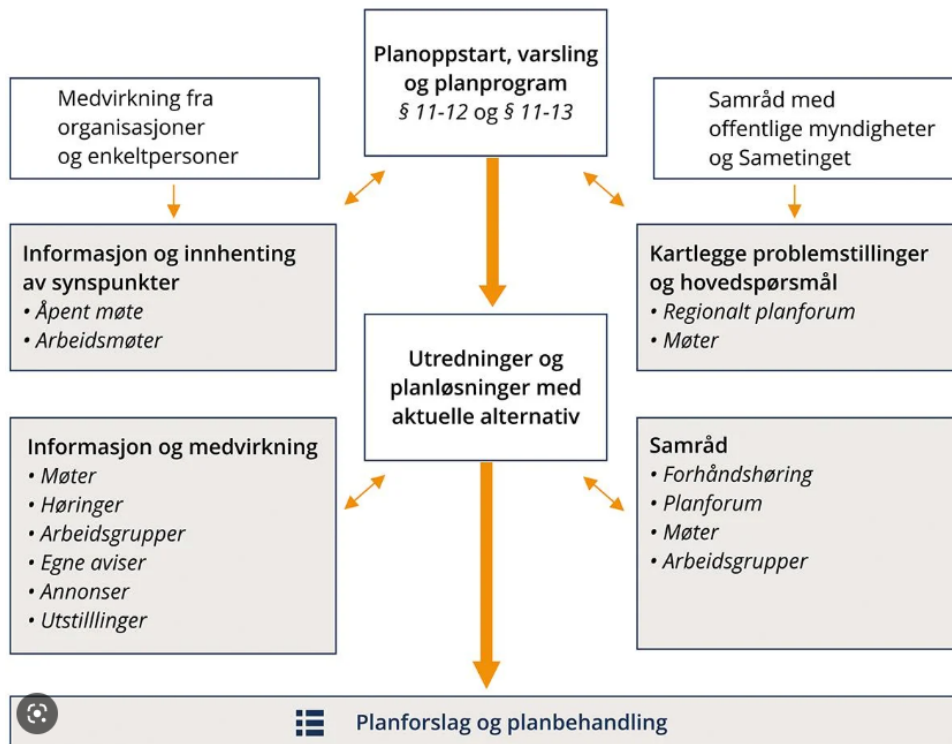 Planoppstart, varsling
og planprogram
§ 11-12 og § 11-13
Medvirkning fra
organisasjoner
og enkeltpersoner
Samråd med
offentlige myndigheter
og Sametinget
Informasjon og innhenting
av synspunkter
• Åpent møte
• Arbeidsmøter
Kartlegge problemstillinger
og hovedspørsmål
• Regionalt planforum
• Møter
Utredninger og
planløsninger med
aktuelle alternativ
Informasjon og medvirkning
• Møter
• Høringer
• Arbeidsgrupper
• Egne aviser
• Annonser
• Utstilllinger
Samråd
• Forhåndshøring
• Planforum
• Møter
• Arbeidsgrupper
Planforslag og planbehandling